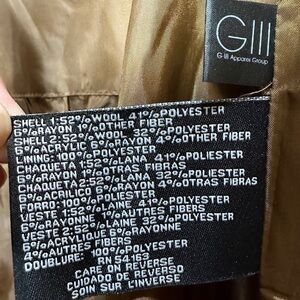 GIII
G-III Apparel Group
SHELL 1:52% WOOL 41% POLYESTER
6% RAYON 1% OTHER FIBER
SHELL 2:52% WOOL 32% POLYESTER
6% ACRYLIC 6% RAYON 4% OTHER FIBER
LINING: 100% POLYESTER
CHAQUETA 1:52% LANA 41% POLIESTER
6% RAYON 1% OTRAS FIBRAS
CHAQUETA2:52% LANA 32% POLIESTER
6% ACRILICO 6% RAYON 4% OTRAS FIBRAS
FORRO:100% POLIESTER
VESTE 1:52% LAINE 41% POLYESTER
6% RAYONNE 1% AUTRES FIBERS
VESTE 2:52% LAINE 32% POLYESTER
6% ACRYLIQUE 6% RAYONNE
4% AUTRES FIBERS
DOUBLURE: 100% POLYESTER
RN 54163
CARE ON REVERSE
CUIDADO DE REVERSO
SOIN SUR L'INVERSE